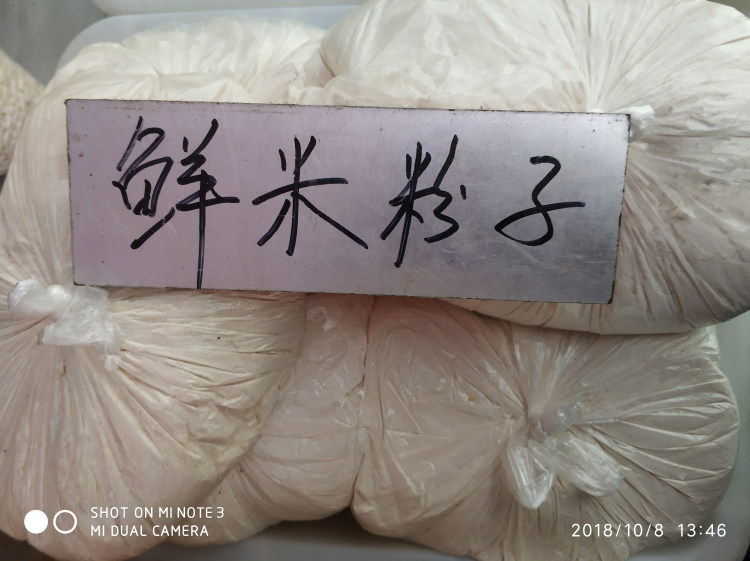 鲜米粉子
SHOT ON MI NOTE 3
MI DUAL CAMERA
2018/10/8 13:46